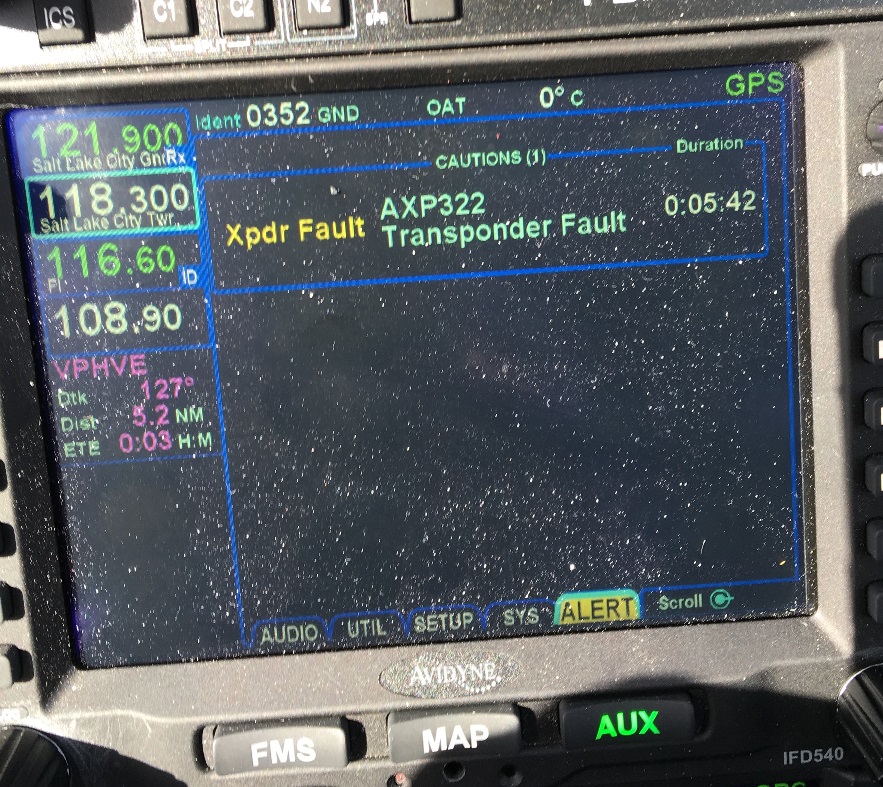 ICS C1 C2 N2
SPLIT
Ident 0352 GND OAT 0° C GPS
121.900
Salt Lake City Gnd Rx
118.300
Salt Lake City Twr
116.60
ID
108.90
VPHVE
Dtk 127°
Dist 5.2 NM
ETE 0:03 H:M
CAUTIONS (1) Duration
Xpdr Fault AXP322 0:05:42
Transponder Fault
AUDIO UTIL SETUP SYS ALERT Scroll
AVIDYNE
FMS MAP AUX
IFD540
GPS